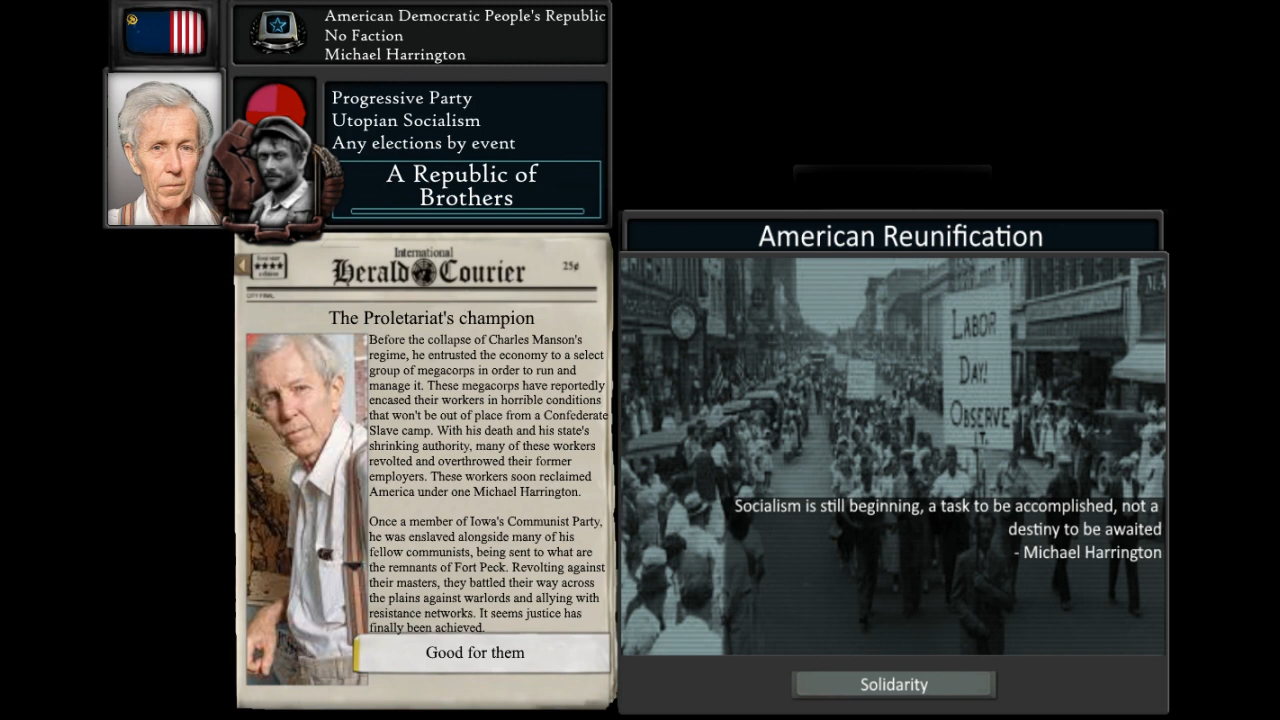 American Democratic People's Republic
No Faction
Michael Harrington
Progressive Party
Utopian Socialism
Any elections by event
A Republic of
Brothers
International
Herald Courier
25¢
The Proletariat's champion
Before the collapse of Charles Manson's
regime, he entrusted the economy to a select
group of megacorps in order to run and
manage it. These megacorps have reportedly
encased their workers in horrible conditions
that won't be out of place from a Confederate
Slave camp. With his death and his state's
shrinking authority, many of these workers
revolted and overthrowed their former
employers. These workers soon reclaimed
America under one Michael Harrington.
Once a member of Iowa's Communist Party,
he was enslaved alongside many of his
fellow communists, being sent to what are
the remnants of Fort Peck. Revolting against
their masters, they battled their way across
the plains against warlords and allying with
resistance networks. It seems justice has
finally been achieved.
Good for them
American Reunification
LABOR
DAY!
OBSERVE
IT.
Socialism is still beginning, a task to be accomplished, not a
destiny to be awaited
- Michael Harrington
Solidarity